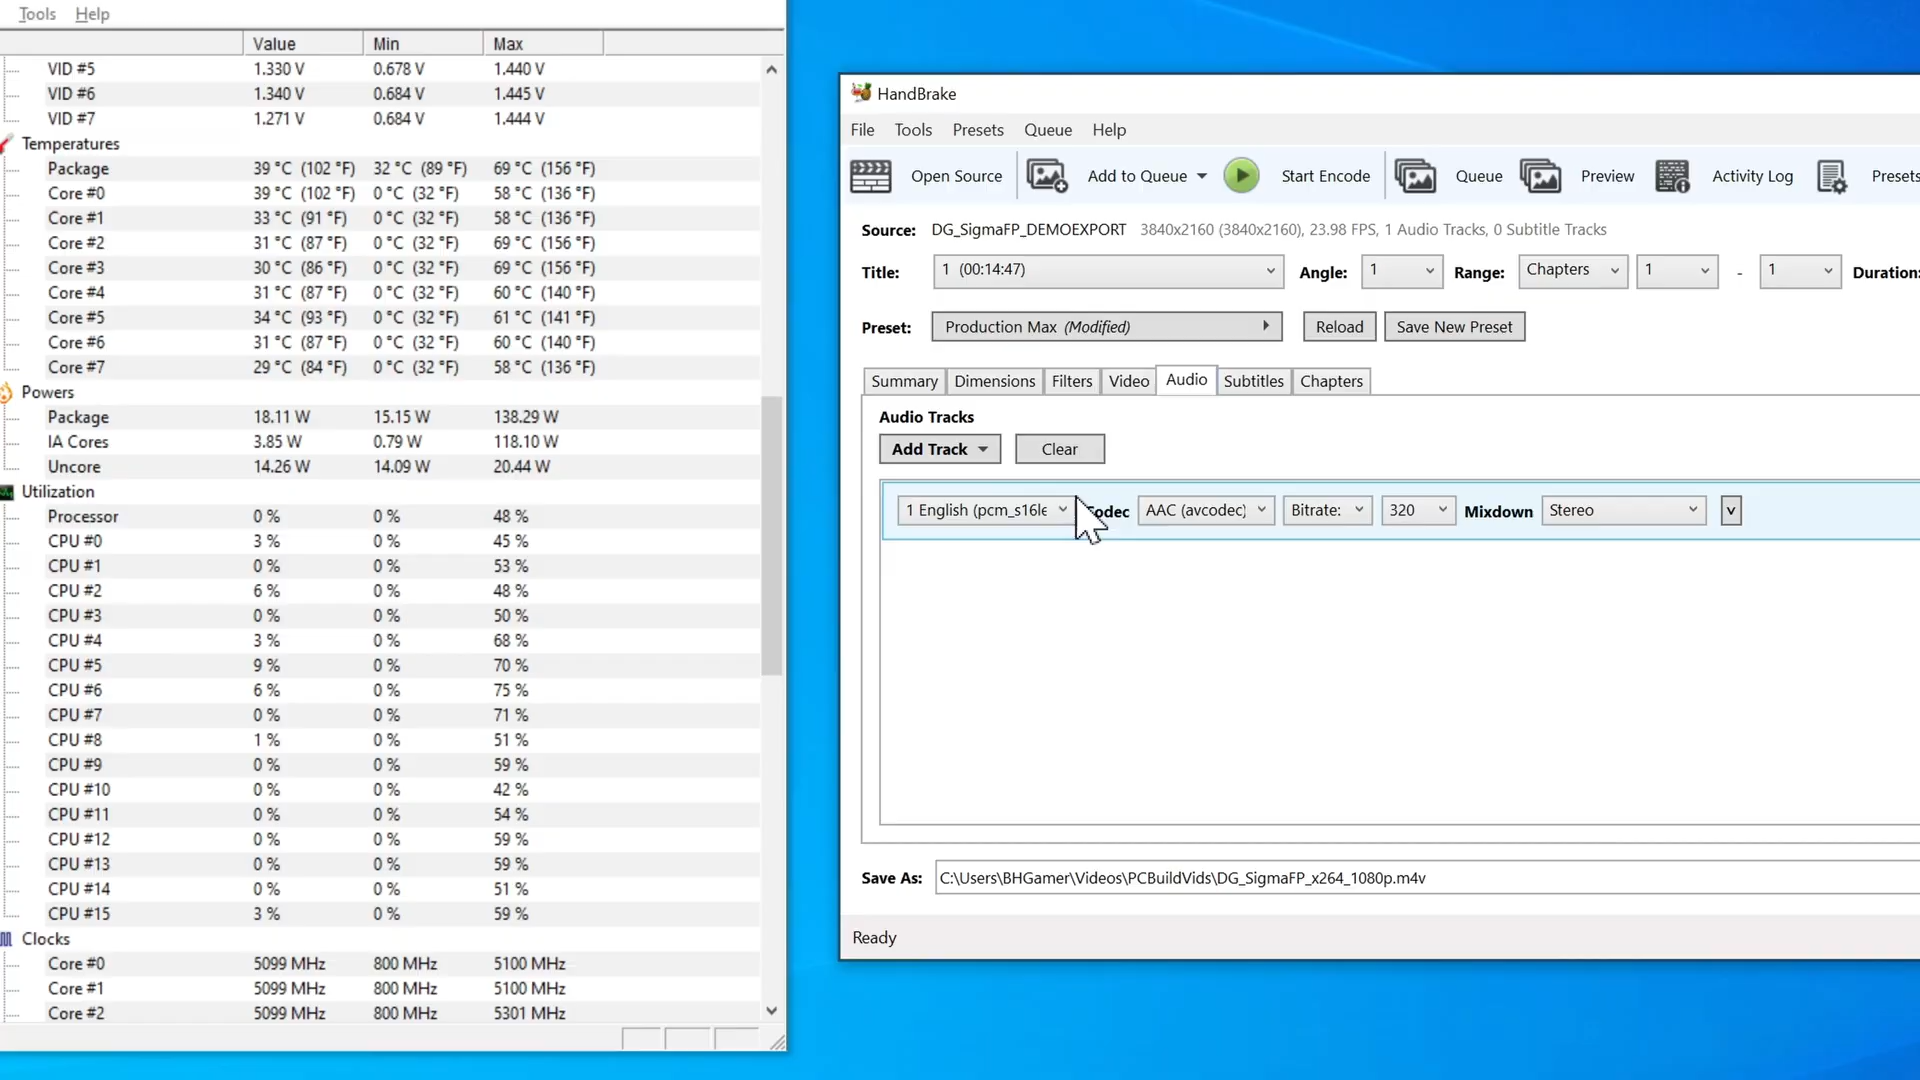 Tools Help
Value Min Max
VID #5 1.330 V 0.678 V 1.440 V
VID #6 1.340 V 0.684 V 1.445 V
VID #7 1.271 V 0.684 V 1.444 V
Temperatures
Package 39 °C (102 °F) 32 °C (89 °F) 69 °C (156 °F)
Core #0 39 °C (102 °F) 0 °C (32 °F) 58 °C (136 °F)
Core #1 33 °C (91 °F) 0 °C (32 °F) 58 °C (136 °F)
Core #2 31 °C (87 °F) 0 °C (32 °F) 69 °C (156 °F)
Core #3 30 °C (86 °F) 0 °C (32 °F) 69 °C (156 °F)
Core #4 31 °C (87 °F) 0 °C (32 °F) 60 °C (140 °F)
Core #5 34 °C (93 °F) 0 °C (32 °F) 61 °C (141 °F)
Core #6 31 °C (87 °F) 0 °C (32 °F) 60 °C (140 °F)
Core #7 29 °C (84 °F) 0 °C (32 °F) 58 °C (136 °F)
Powers
Package 18.11 W 15.15 W 138.29 W
IA Cores 3.85 W 0.79 W 118.10 W
Uncore 14.26 W 14.09 W 20.44 W
Utilization
Processor 0 % 0 % 48 %
CPU #0 3 % 0 % 45 %
CPU #1 0 % 0 % 53 %
CPU #2 6 % 0 % 48 %
CPU #3 0 % 0 % 50 %
CPU #4 3 % 0 % 68 %
CPU #5 9 % 0 % 70 %
CPU #6 6 % 0 % 75 %
CPU #7 0 % 0 % 71 %
CPU #8 1 % 0 % 51 %
CPU #9 0 % 0 % 59 %
CPU #10 0 % 0 % 42 %
CPU #11 0 % 0 % 54 %
CPU #12 0 % 0 % 59 %
CPU #13 0 % 0 % 59 %
CPU #14 0 % 0 % 51 %
CPU #15 3 % 0 % 59 %
Clocks
Core #0 5099 MHz 800 MHz 5100 MHz
Core #1 5099 MHz 800 MHz 5100 MHz
Core #2 5099 MHz 800 MHz 5301 MHz
HandBrake
File Tools Presets Queue Help
Open Source Add to Queue Start Encode Queue Preview Activity Log Presets
Source: DG_SigmaFP_DEMOEXPORT 3840x2160 (3840x2160), 23.98 FPS, 1 Audio Tracks, 0 Subtitle Tracks
Title: 1 (00:14:47) Angle: 1 Range: Chapters 1 - 1 Duration:
Preset: Production Max (Modified) Reload Save New Preset
Summary Dimensions Filters Video Audio Subtitles Chapters
Audio Tracks
Add Track Clear
1 English (pcm_s16le odec AAC (avcodec) Bitrate: 320 Mixdown Stereo v
Save As: C:\Users\BHGamer\Videos\PCBuildVids\DG_SigmaFP_x264_1080p.m4v
Ready